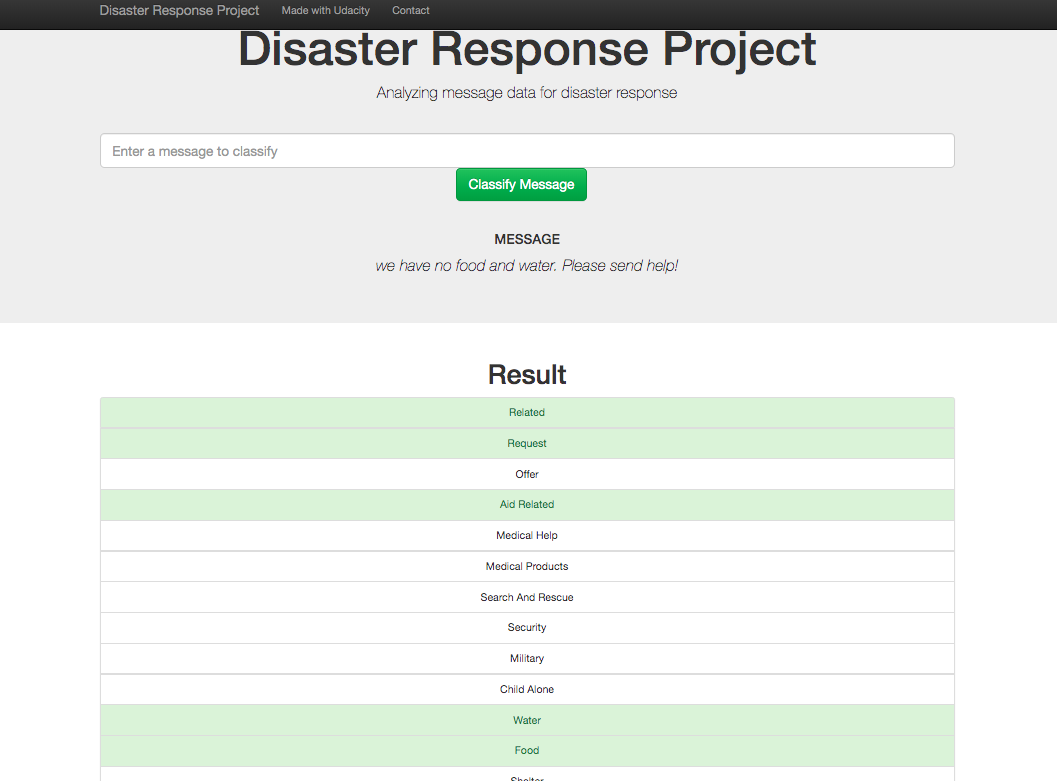 Disaster Response Project Made with Udacity Contact
Disaster Response Project
Analyzing message data for disaster response
Enter a message to classify
Classify Message
MESSAGE
we have no food and water. Please send help!
Result
Related
Request
Offer
Aid Related
Medical Help
Medical Products
Search And Rescue
Security
Military
Child Alone
Water
Food
Shelter